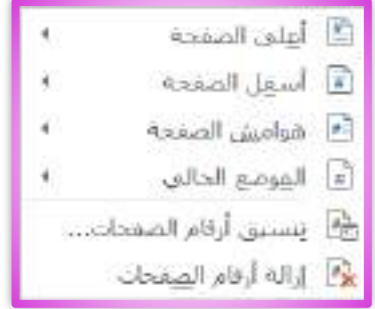 أعلى الصفحة
أسفل الصفحة
هوامش الصفحة
الموضع الحالي
تنسيق أرقام الصفحات...
إزالة أرقام الصفحات